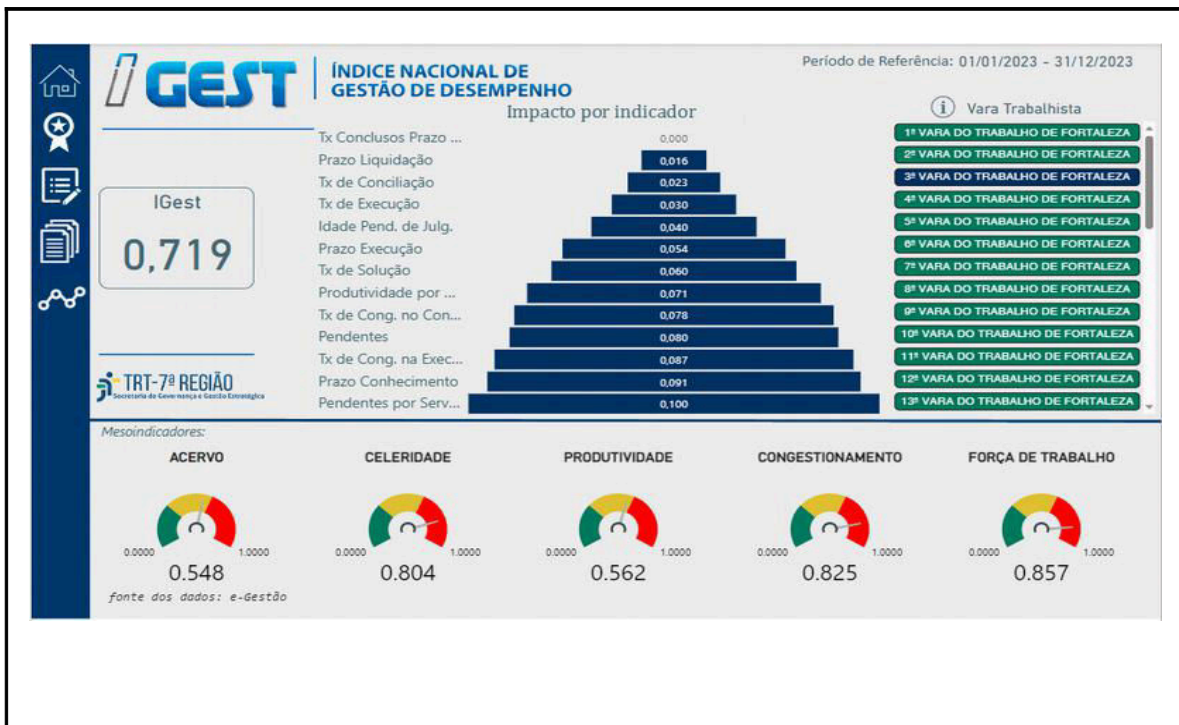 IGEST
ÍNDICE NACIONAL DE
GESTÃO DE DESEMPENHO
Período de Referência: 01/01/2023 - 31/12/2023
Impacto por indicador
i Vara Trabalhista
IGest
0,719
Tx Conclusos Prazo ... 0,000
Prazo Liquidação 0,016
Tx de Conciliação 0,023
Tx de Execução 0,030
Idade Pend. de Julg. 0,040
Prazo Execução 0,054
Tx de Solução 0,060
Produtividade por ... 0,071
Tx de Cong. no Con... 0,078
Pendentes 0,080
Tx de Cong. na Exec... 0,087
Prazo Conhecimento 0,091
Pendentes por Serv... 0,100
1ª VARA DO TRABALHO DE FORTALEZA
2ª VARA DO TRABALHO DE FORTALEZA
3ª VARA DO TRABALHO DE FORTALEZA
4ª VARA DO TRABALHO DE FORTALEZA
5ª VARA DO TRABALHO DE FORTALEZA
6ª VARA DO TRABALHO DE FORTALEZA
7ª VARA DO TRABALHO DE FORTALEZA
8ª VARA DO TRABALHO DE FORTALEZA
9ª VARA DO TRABALHO DE FORTALEZA
10ª VARA DO TRABALHO DE FORTALEZA
11ª VARA DO TRABALHO DE FORTALEZA
12ª VARA DO TRABALHO DE FORTALEZA
13ª VARA DO TRABALHO DE FORTALEZA
TRT-7ª REGIÃO
Secretaria de Governança e Gestão Estratégica
Mesoindicadores:
ACERVO CELERIDADE PRODUTIVIDADE CONGESTIONAMENTO FORÇA DE TRABALHO
0.0000 1.0000 0.0000 1.0000 0.0000 1.0000 0.0000 1.0000 0.0000 1.0000
0.548 0.804 0.562 0.825 0.857
fonte dos dados: e-Gestão